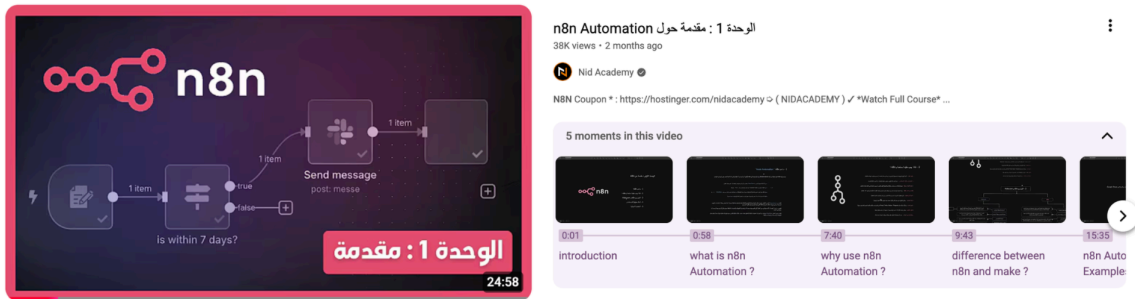 n8n
1 item
1 item
1 item
true
false
is within 7 days?
Send message
post: messe
الوحدة 1 : مقدمة
24:58
n8n Automation الوحدة 1 : مقدمة حول
38K views • 2 months ago
Nid Academy
N8N Coupon * : https://hostinger.com/nidacademy ➭ ( NIDACADEMY ) ✓ *Watch Full Course* ...
5 moments in this video
n8n
0:01
0:58
7:40
9:43
15:35
introduction
what is n8n
Automation ?
why use n8n
Automation ?
difference between
n8n and make ?
n8n Auto
Example